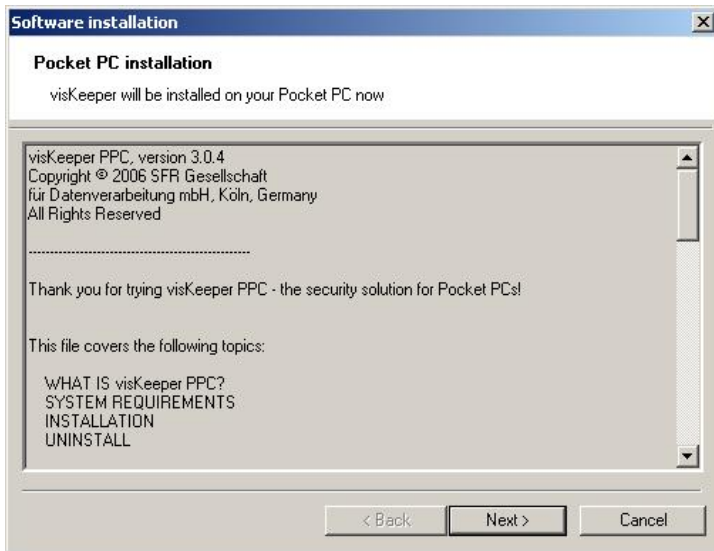 Software installation
Pocket PC installation
visKeeper will be installed on your Pocket PC now
visKeeper PPC, version 3.0.4
Copyright © 2006 SFR Gesellschaft
für Datenverarbeitung mbH, Köln, Germany
All Rights Reserved
--------------------------------------------------
Thank you for trying visKeeper PPC - the security solution for Pocket PCs!
This file covers the following topics:
WHAT IS visKeeper PPC?
SYSTEM REQUIREMENTS
INSTALLATION
UNINSTALL
< Back Next > Cancel